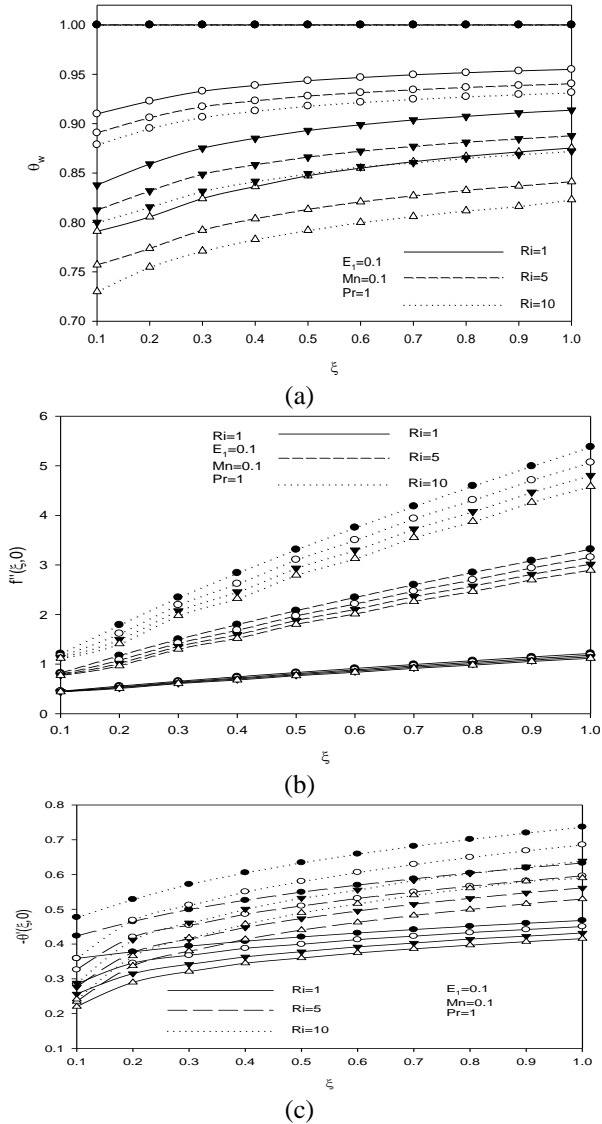 1.00
0.95
0.90
0.85
0.80
0.75
0.70
θw
0.1 0.2 0.3 0.4 0.5 0.6 0.7 0.8 0.9 1.0
ξ
E1=0.1
Mn=0.1
Pr=1
Ri=1
Ri=5
Ri=10
(a)
6
5
4
3
2
1
0
f''(ξ,0)
0.1 0.2 0.3 0.4 0.5 0.6 0.7 0.8 0.9 1.0
ξ
Ri=1
E1=0.1
Mn=0.1
Pr=1
Ri=1
Ri=5
Ri=10
(b)
0.8
0.7
0.6
0.5
0.4
0.3
0.2
0.1
-θ'(ξ,0)
0.1 0.2 0.3 0.4 0.5 0.6 0.7 0.8 0.9 1.0
ξ
Ri=1
Ri=5
Ri=10
E1=0.1
Mn=0.1
Pr=1
(c)